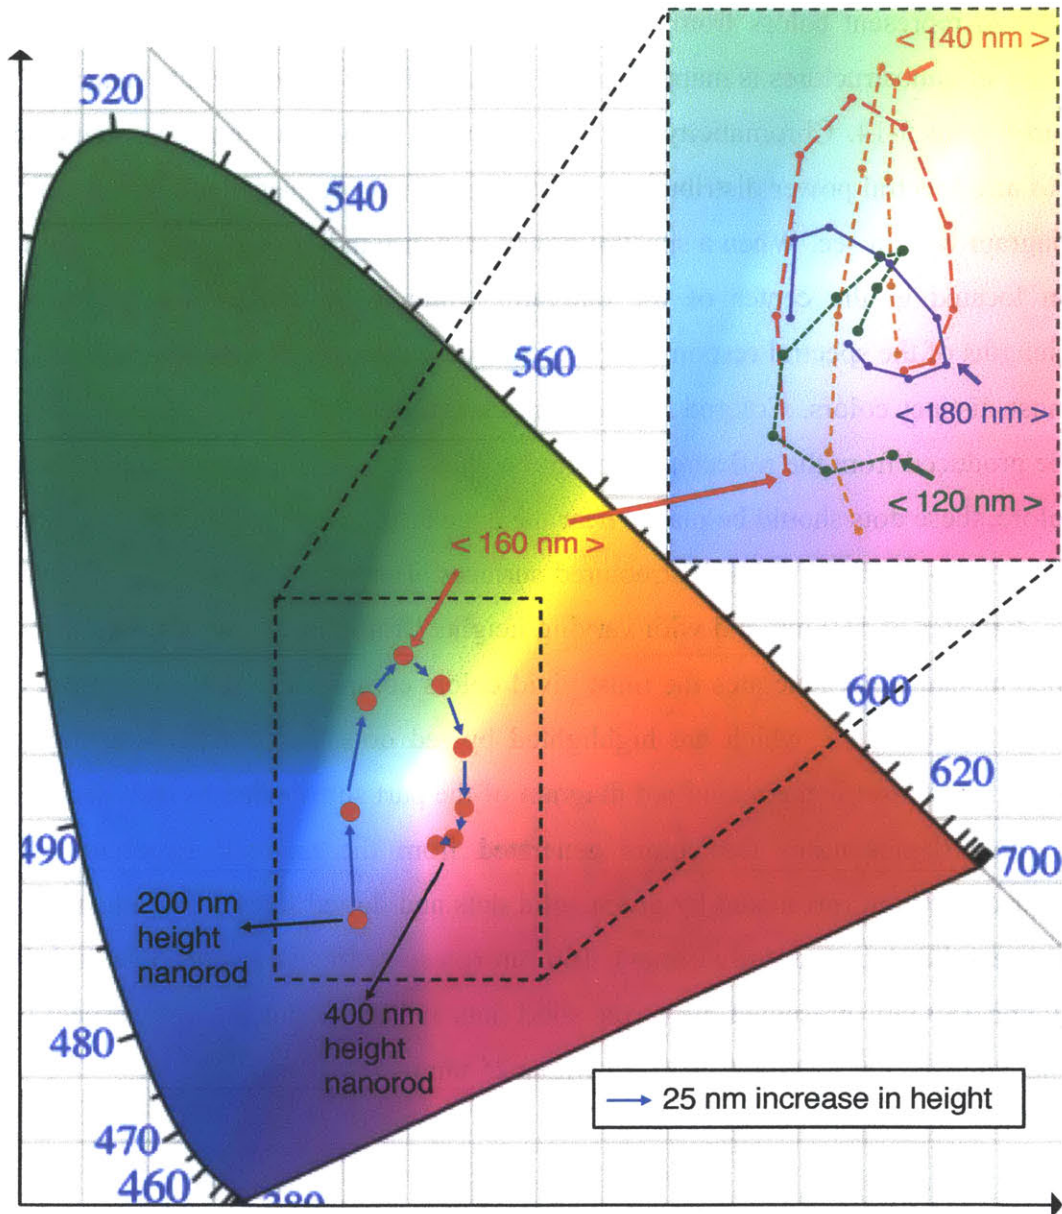 520
< 140 nm >
540
560
< 180 nm >
< 120 nm >
< 160 nm >
600
620
490
700
200 nm
height
nanorod
400 nm
height
nanorod
480
25 nm increase in height
470
460
380